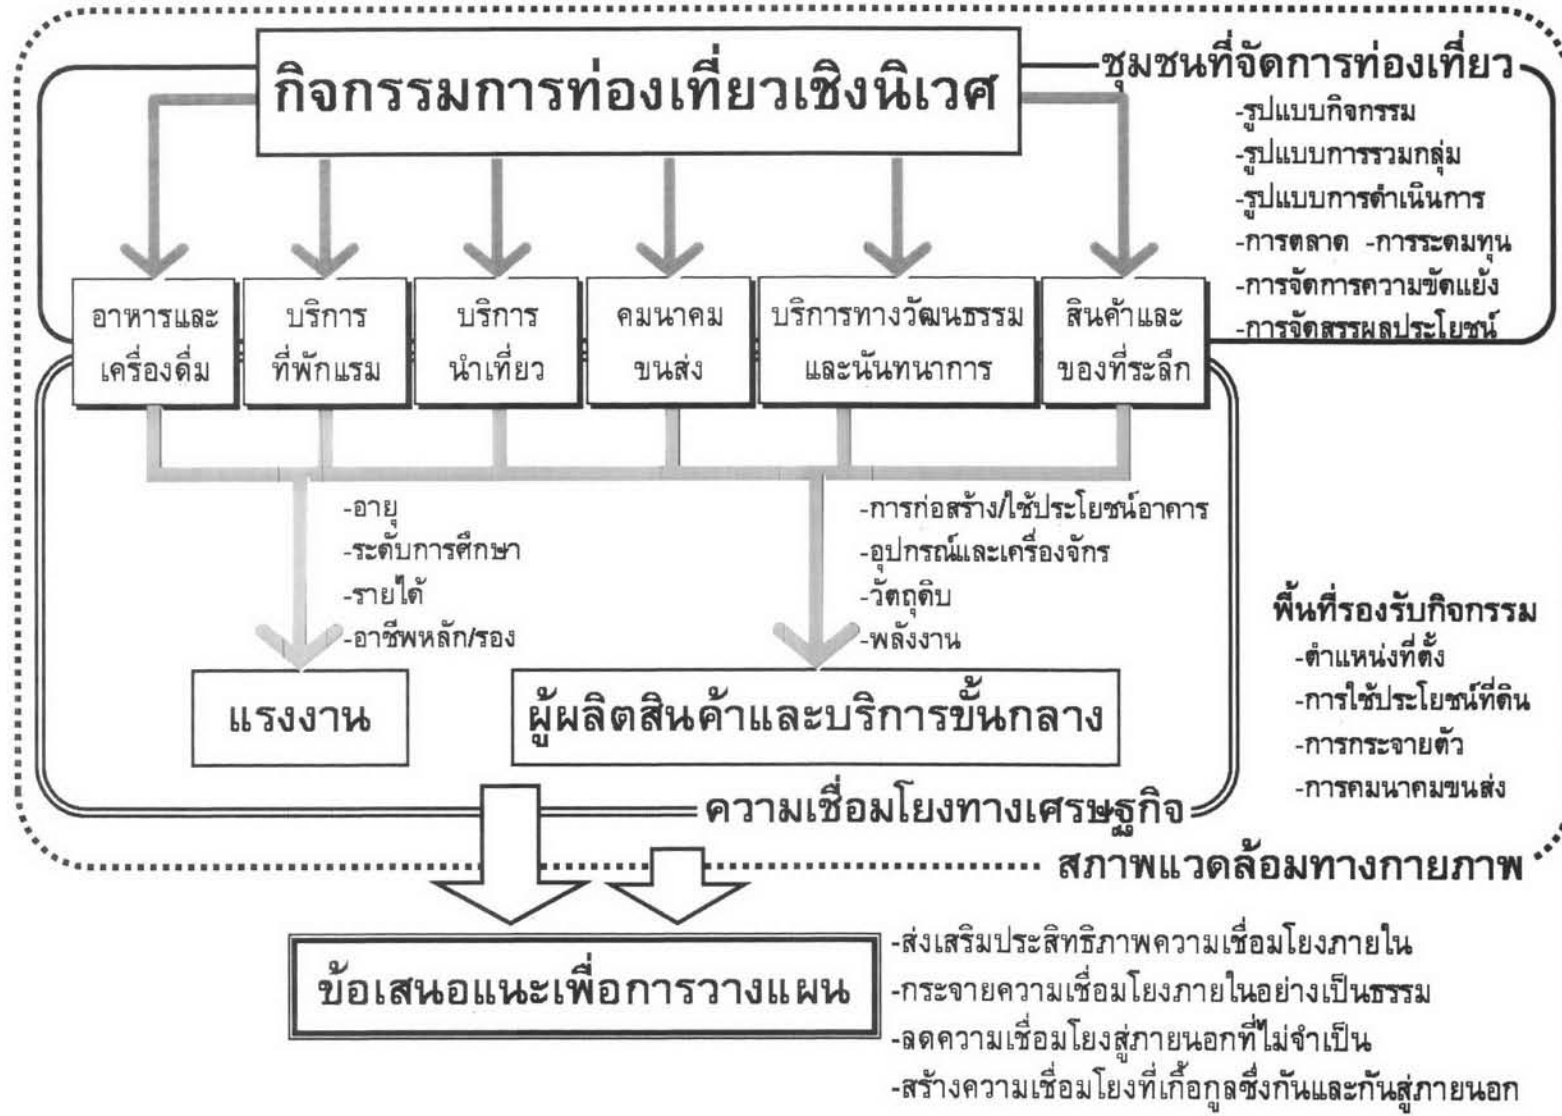 กิจกรรมการท่องเที่ยวเชิงนิเวศ
ชุมชนที่จัดการท่องเที่ยว
-รูปแบบกิจกรรม
-รูปแบบการรวมกลุ่ม
-รูปแบบการดำเนินการ
-การตลาด -การระดมทุน
-การจัดการความขัดแย้ง
-การจัดสรรผลประโยชน์
อาหารและ
เครื่องดื่ม
บริการ
ที่พักแรม
บริการ
นำเที่ยว
คมนาคม
ขนส่ง
บริการทางวัฒนธรรม
และนันทนาการ
สินค้าและ
ของที่ระลึก
-อายุ
-ระดับการศึกษา
-รายได้
-อาชีพหลัก/รอง
-การก่อสร้าง/ใช้ประโยชน์อาคาร
-อุปกรณ์และเครื่องจักร
-วัตถุดิบ
-พลังงาน
แรงงาน
ผู้ผลิตสินค้าและบริการขั้นกลาง
พื้นที่รองรับกิจกรรม
-ตำแหน่งที่ตั้ง
-การใช้ประโยชน์ที่ดิน
-การกระจายตัว
-การคมนาคมขนส่ง
ความเชื่อมโยงทางเศรษฐกิจ
สภาพแวดล้อมทางกายภาพ
ข้อเสนอแนะเพื่อการวางแผน
-ส่งเสริมประสิทธิภาพความเชื่อมโยงภายใน
-กระจายความเชื่อมโยงภายในอย่างเป็นธรรม
-ลดความเชื่อมโยงสู่ภายนอกที่ไม่จำเป็น
-สร้างความเชื่อมโยงที่เกื้อกูลซึ่งกันและกันสู่ภายนอก